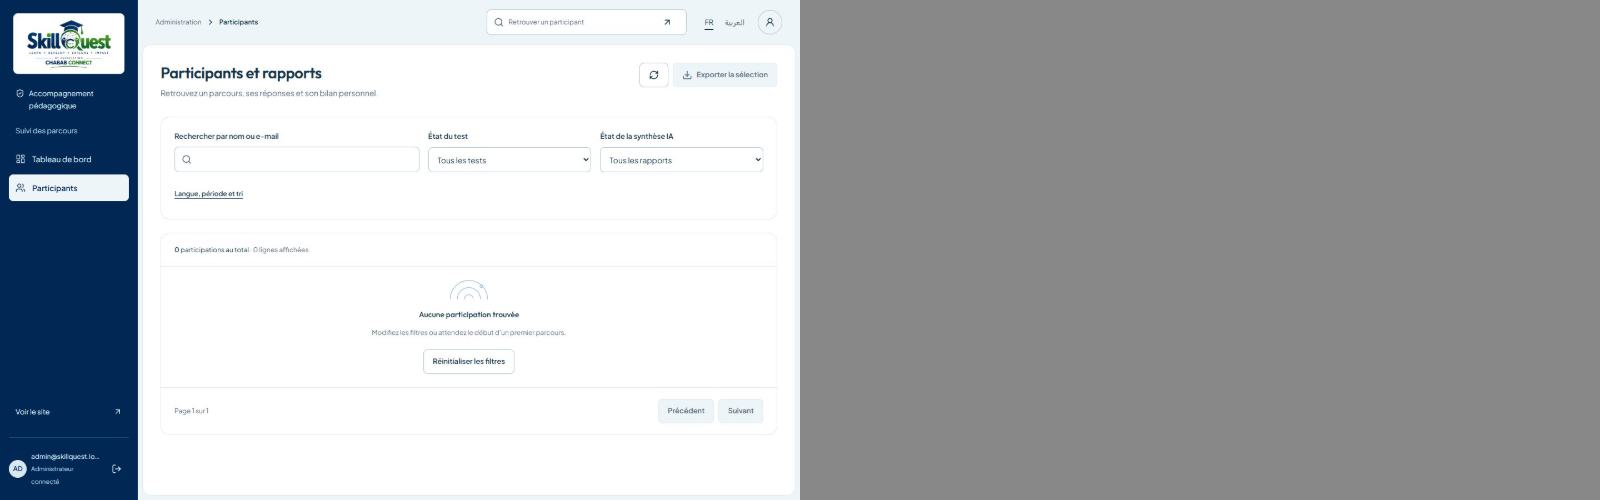 SkillQuest
CHABAB CONNECT
Accompagnement
pédagogique
Suivi des parcours
Tableau de bord
Participants
Voir le site
AD
admin@skillquest.lo...
Administrateur
connecté
Administration > Participants
Retrouver un participant
FR
العربية
Participants et rapports
Retrouvez un parcours, ses réponses et son bilan personnel.
Exporter la sélection
Rechercher par nom ou e-mail
État du test
Tous les tests
État de la synthèse IA
Tous les rapports
Langue, période et tri
0 participations au total · 0 lignes affichées
Aucune participation trouvée
Modifiez les filtres ou attendez le début d'un premier parcours.
Réinitialiser les filtres
Page 1 sur 1
Précédent
Suivant